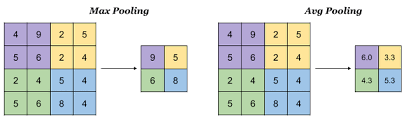 Max Pooling
4 9 2 5
5 6 2 4
2 4 5 4
5 6 8 4
9 5
6 8
Avg Pooling
4 9 2 5
5 6 2 4
2 4 5 4
5 6 8 4
6.0 3.3
4.3 5.3